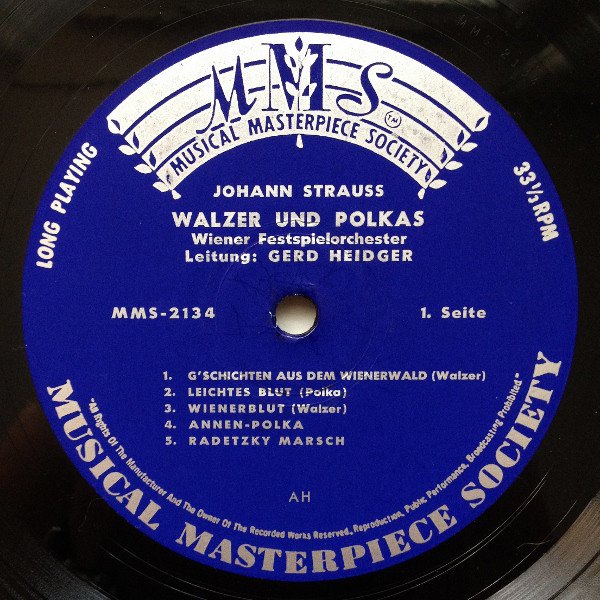 MMS
TM
MUSICAL MASTERPIECE SOCIETY
LONG PLAYING
33⅓ RPM
JOHANN STRAUSS
WALZER UND POLKAS
Wiener Festspielorchester
Leitung: GERD HEIDGER
MMS-2134
1. Seite
1. G'SCHICHTEN AUS DEM WIENERWALD (Walzer)
2. LEICHTES BLUT (Polka)
3. WIENERBLUT (Walzer)
4. ANNEN-POLKA
5. RADETZKY MARSCH
AH
"All Rights Of The Manufacturer And The Owner Of The Recorded Works Reserved. Reproduction, Public Performance, Broadcasting Prohibited."
MUSICAL MASTERPIECE SOCIETY